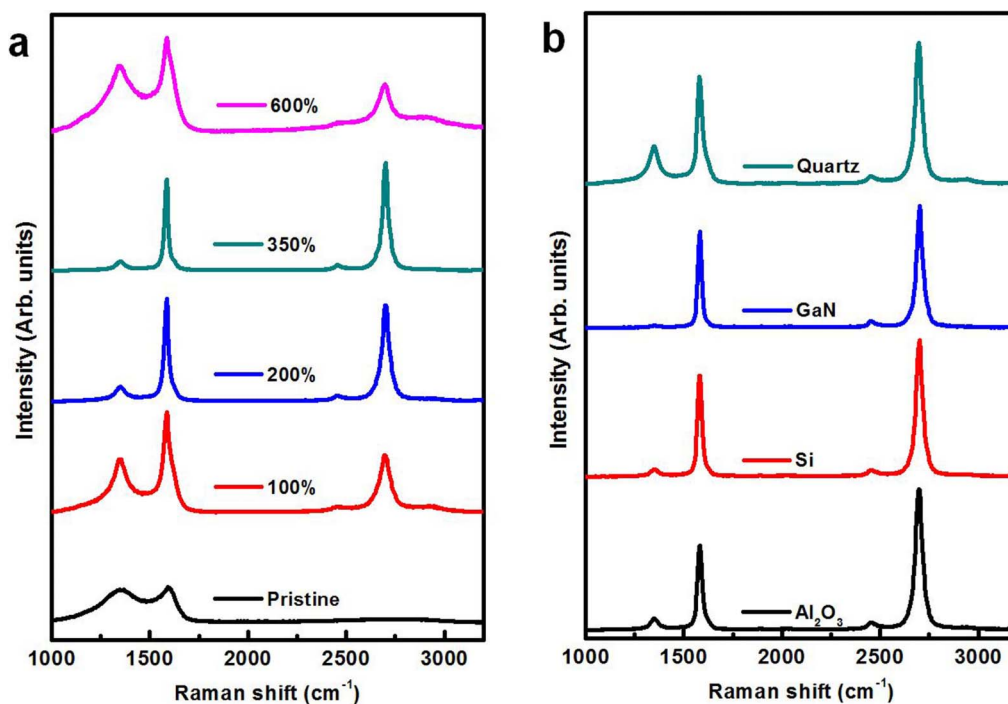 a
Intensity (Arb. units)
600%
350%
200%
100%
Pristine
1000 1500 2000 2500 3000
Raman shift (cm⁻¹)
b
Intensity (Arb. units)
Quartz
GaN
Si
Al₂O₃
1000 1500 2000 2500 3000
Raman shift (cm⁻¹)